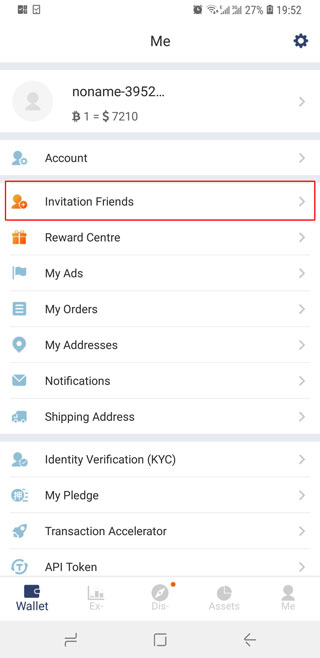 27% 19:52
Me
noname-3952...
฿ 1 = $ 7210
Account
Invitation Friends
Reward Centre
My Ads
My Orders
My Addresses
Notifications
Shipping Address
Identity Verification (KYC)
My Pledge
Transaction Accelerator
API Token
Wallet Ex- Dis- Assets Me